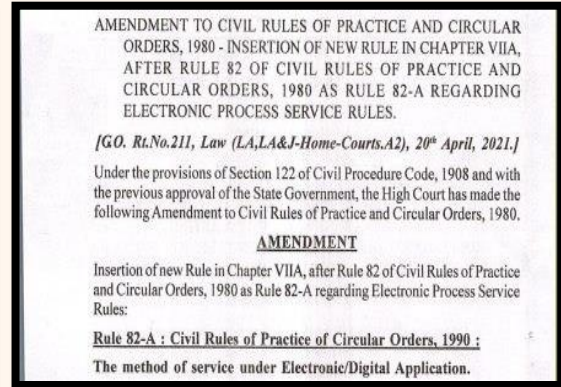 AMENDMENT TO CIVIL RULES OF PRACTICE AND CIRCULAR
ORDERS, 1980 - INSERTION OF NEW RULE IN CHAPTER VIIA,
AFTER RULE 82 OF CIVIL RULES OF PRACTICE AND
CIRCULAR ORDERS, 1980 AS RULE 82-A REGARDING
ELECTRONIC PROCESS SERVICE RULES.
[G.O. Rt.No.211, Law (LA,LA&J-Home-Courts.A2), 20th April, 2021.]
Under the provisions of Section 122 of Civil Procedure Code, 1908 and with
the previous approval of the State Government, the High Court has made the
following Amendment to Civil Rules of Practice and Circular Orders, 1980.
AMENDMENT
Insertion of new Rule in Chapter VIIA, after Rule 82 of Civil Rules of Practice
and Circular Orders, 1980 as Rule 82-A regarding Electronic Process Service
Rules:
Rule 82-A : Civil Rules of Practice of Circular Orders, 1990 :
The method of service under Electronic/Digital Application.